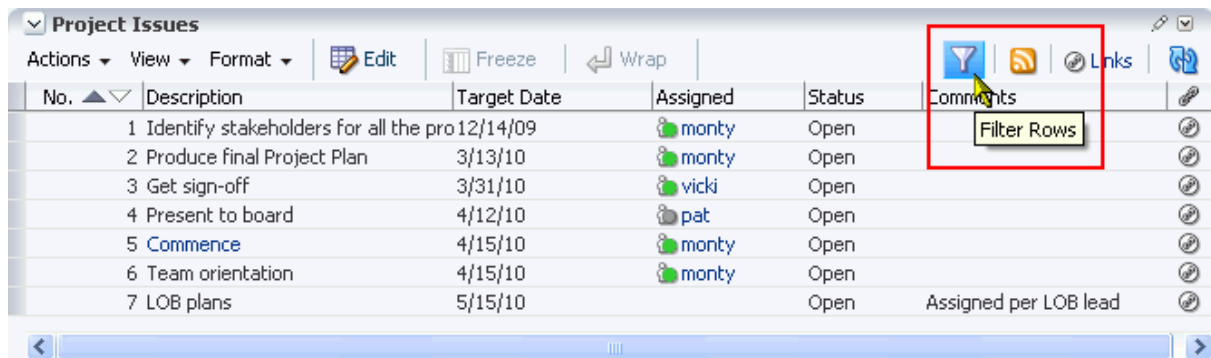 Project Issues
Actions View Format Edit Freeze Wrap Links
No. Description Target Date Assigned Status Comments
Filter Rows
1 Identify stakeholders for all the pro 12/14/09 monty Open
2 Produce final Project Plan 3/13/10 monty Open
3 Get sign-off 3/31/10 vicki Open
4 Present to board 4/12/10 pat Open
5 Commence 4/15/10 monty Open
6 Team orientation 4/15/10 monty Open
7 LOB plans 5/15/10 Open Assigned per LOB lead